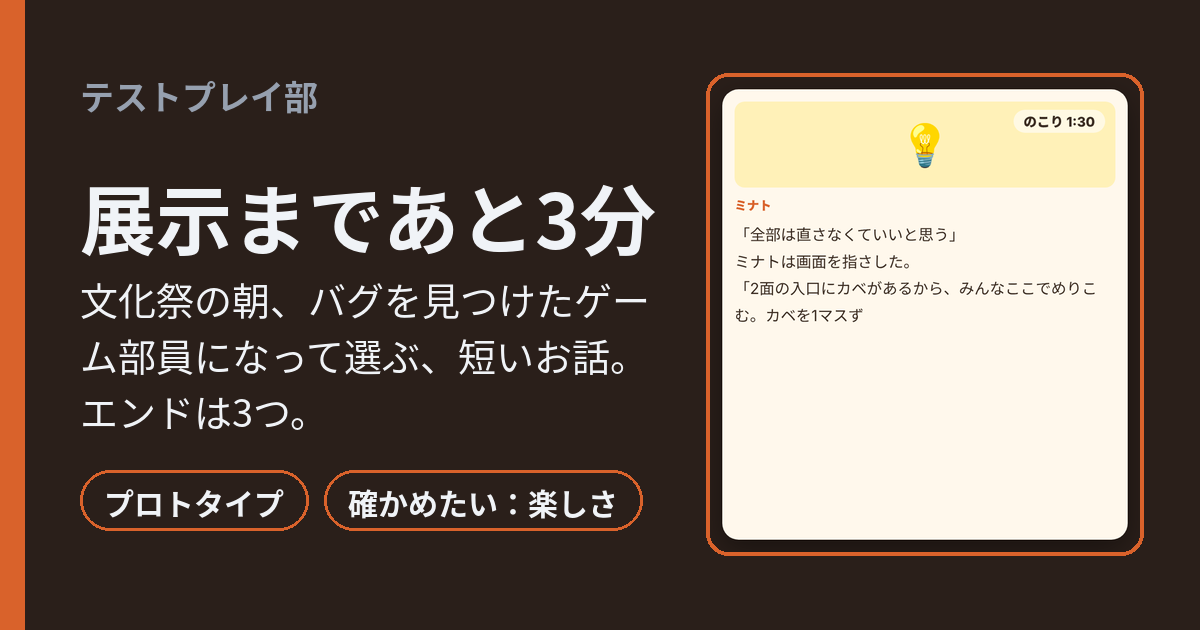 テストプレイ部
展示まであと3分
文化祭の朝、バグを見つけたゲー
ム部員になって選ぶ、短いお話。
エンドは3つ。
プロトタイプ
確かめたい：楽しさ
のこり 1:30
ミナト
「全部は直さなくていいと思う」
ミナトは画面を指さした。
「2面の入口にカベがあるから、みんなここでめりこ
む。カベを1マスず